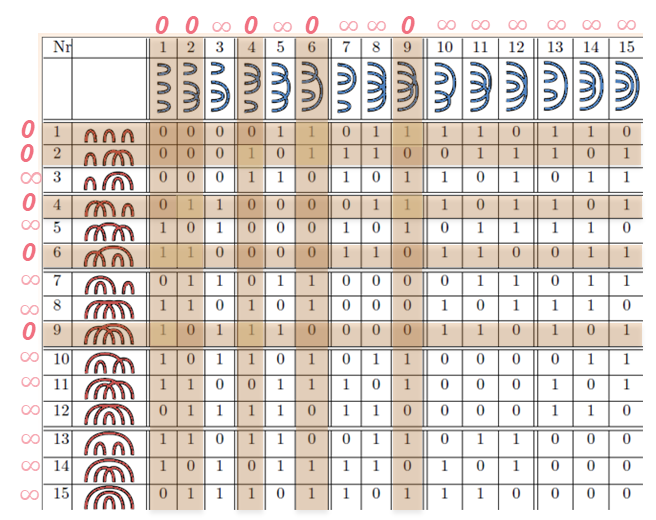 0 0 ∞ 0 ∞ 0 ∞ ∞ 0 ∞ ∞ ∞ ∞ ∞ ∞
Nr 1 2 3 4 5 6 7 8 9 10 11 12 13 14 15
0 1 0 0 0 0 1 1 0 1 1 1 1 0 1 1 0
0 2 0 0 0 1 0 1 1 1 0 0 1 1 1 0 1
∞ 3 0 0 0 1 1 0 1 0 1 1 0 1 0 1 1
0 4 0 1 1 0 0 0 0 1 1 1 0 1 1 0 1
∞ 5 1 0 1 0 0 0 1 0 1 0 1 1 0 1 1
0 6 1 1 0 0 0 0 1 1 0 1 1 0 0 1 1
∞ 7 0 1 1 0 1 1 0 0 0 0 1 1 0 1 1
∞ 8 1 1 0 1 0 1 0 0 0 1 0 1 1 1 0
0 9 1 0 1 1 1 0 0 0 0 1 1 0 1 0 1
∞ 10 1 0 1 1 0 1 0 1 1 0 0 0 0 1 1
∞ 11 1 1 0 0 1 1 1 0 1 0 0 0 1 0 1
∞ 12 0 1 1 1 1 0 1 1 0 0 0 0 1 1 0
∞ 13 1 1 0 1 1 0 0 1 1 0 1 1 0 0 0
∞ 14 1 0 1 0 1 1 1 1 0 1 0 1 0 0 0
∞ 15 0 1 1 1 0 1 1 0 1 1 1 0 0 0 0